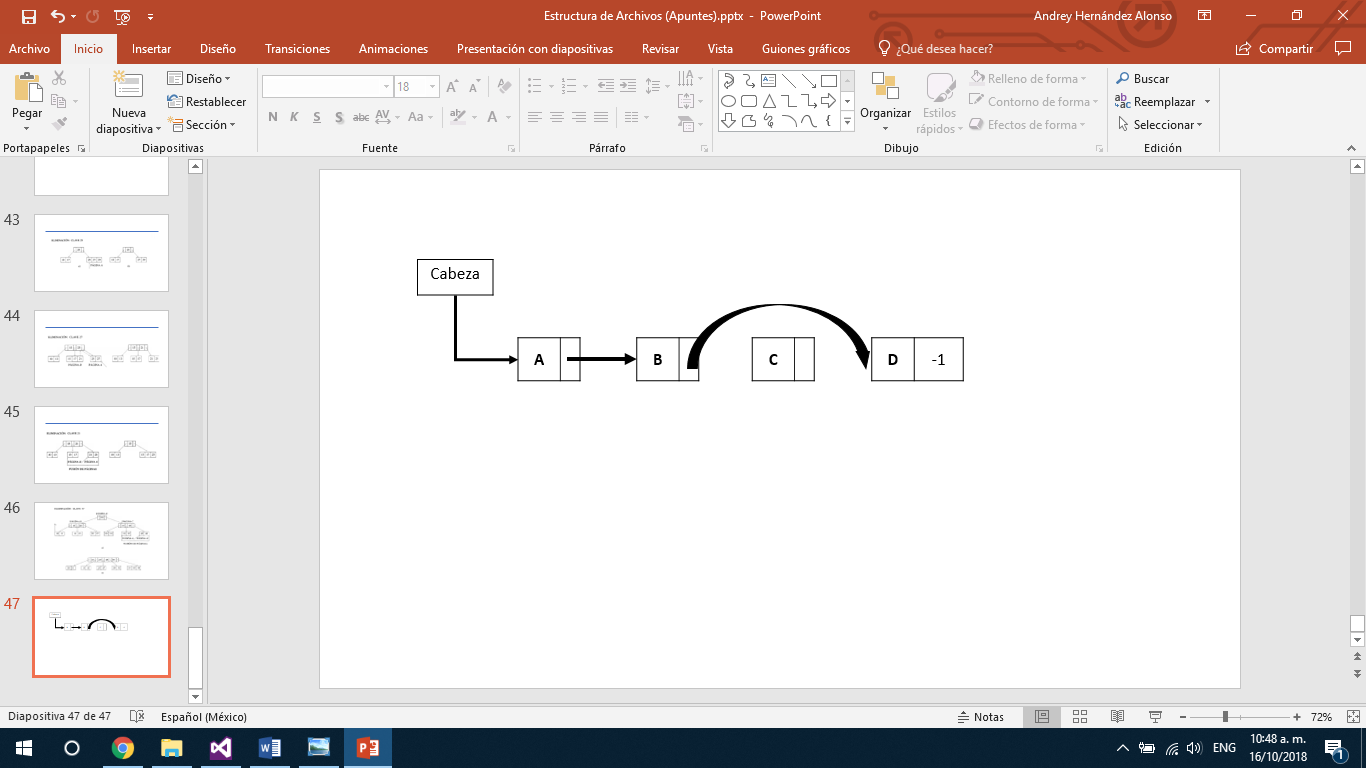 Estructura de Archivos (Apuntes).pptx - PowerPoint
Andrey Hernández Alonso
Archivo
Inicio
Insertar
Diseño
Transiciones
Animaciones
Presentación con diapositivas
Revisar
Vista
Guiones gráficos
¿Qué desea hacer?
Compartir
Pegar
Portapapeles
Nueva
diapositiva
Diseño
Restablecer
Sección
Diapositivas
18
N K S S abc AV Aa A
Fuente
Párrafo
Organizar
Estilos
rápidos
Relleno de forma
Contorno de forma
Efectos de forma
Dibujo
Buscar
Reemplazar
Seleccionar
Edición
43
44
45
46
47
Cabeza
A
B
C
D
-1
Diapositiva 47 de 47
Español (México)
Notas
72%
ENG
10:48 a. m.
16/10/2018
1